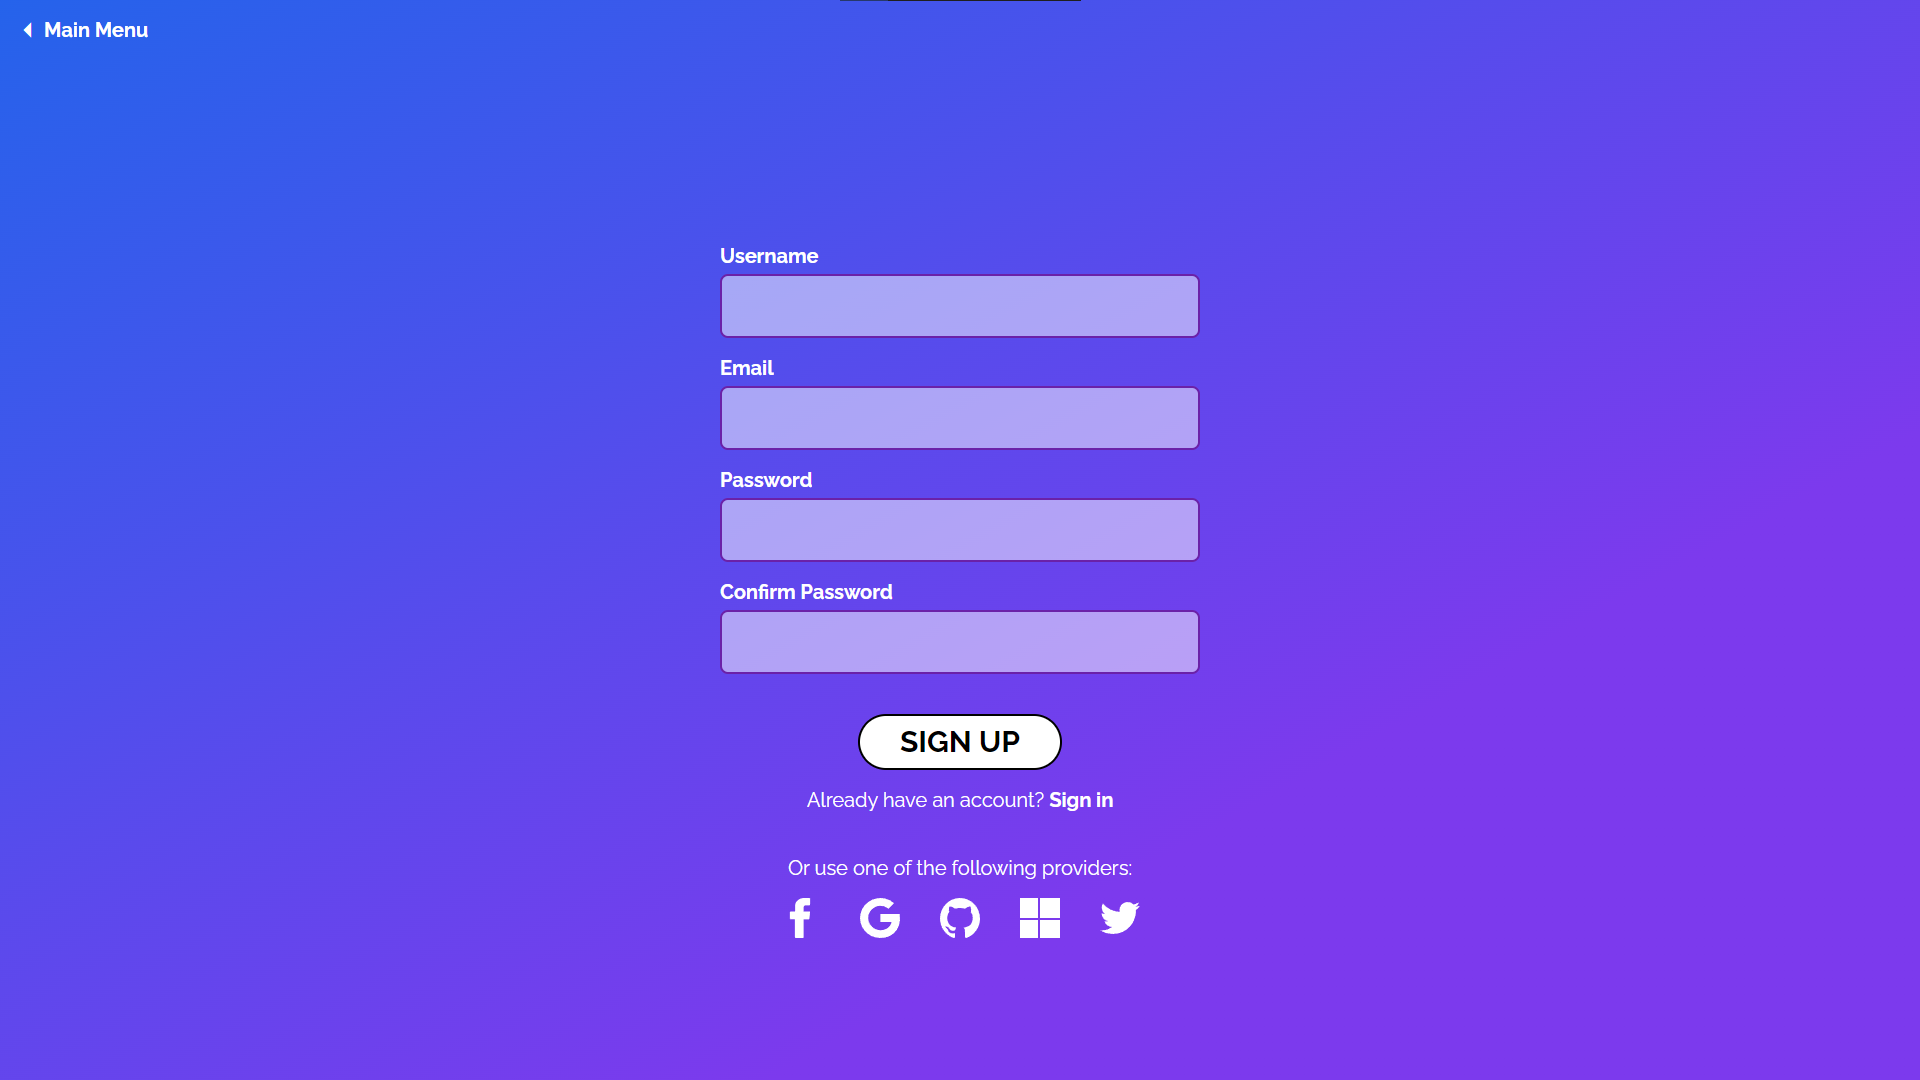 Main Menu
Username
Email
Password
Confirm Password
SIGN UP
Already have an account? Sign in
Or use one of the following providers: